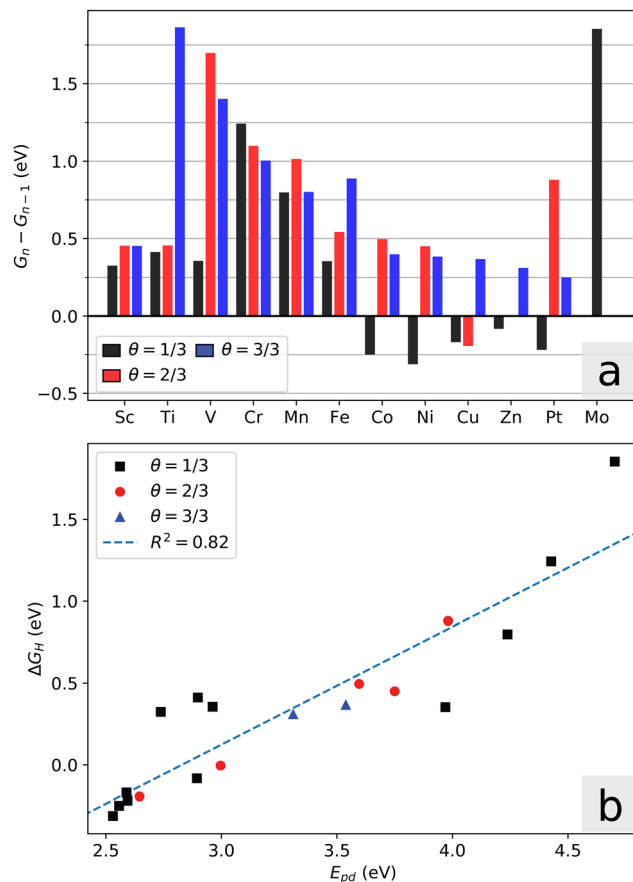 1.5
1.0
0.5
0.0
−0.5
G_n − G_{n−1} (eV)
θ = 1/3
θ = 3/3
θ = 2/3
a
Sc Ti V Cr Mn Fe Co Ni Cu Zn Pt Mo
θ = 1/3
θ = 2/3
θ = 3/3
R² = 0.82
1.5
1.0
0.5
0.0
ΔG_H (eV)
b
2.5 3.0 3.5 4.0 4.5
E_{pd} (eV)